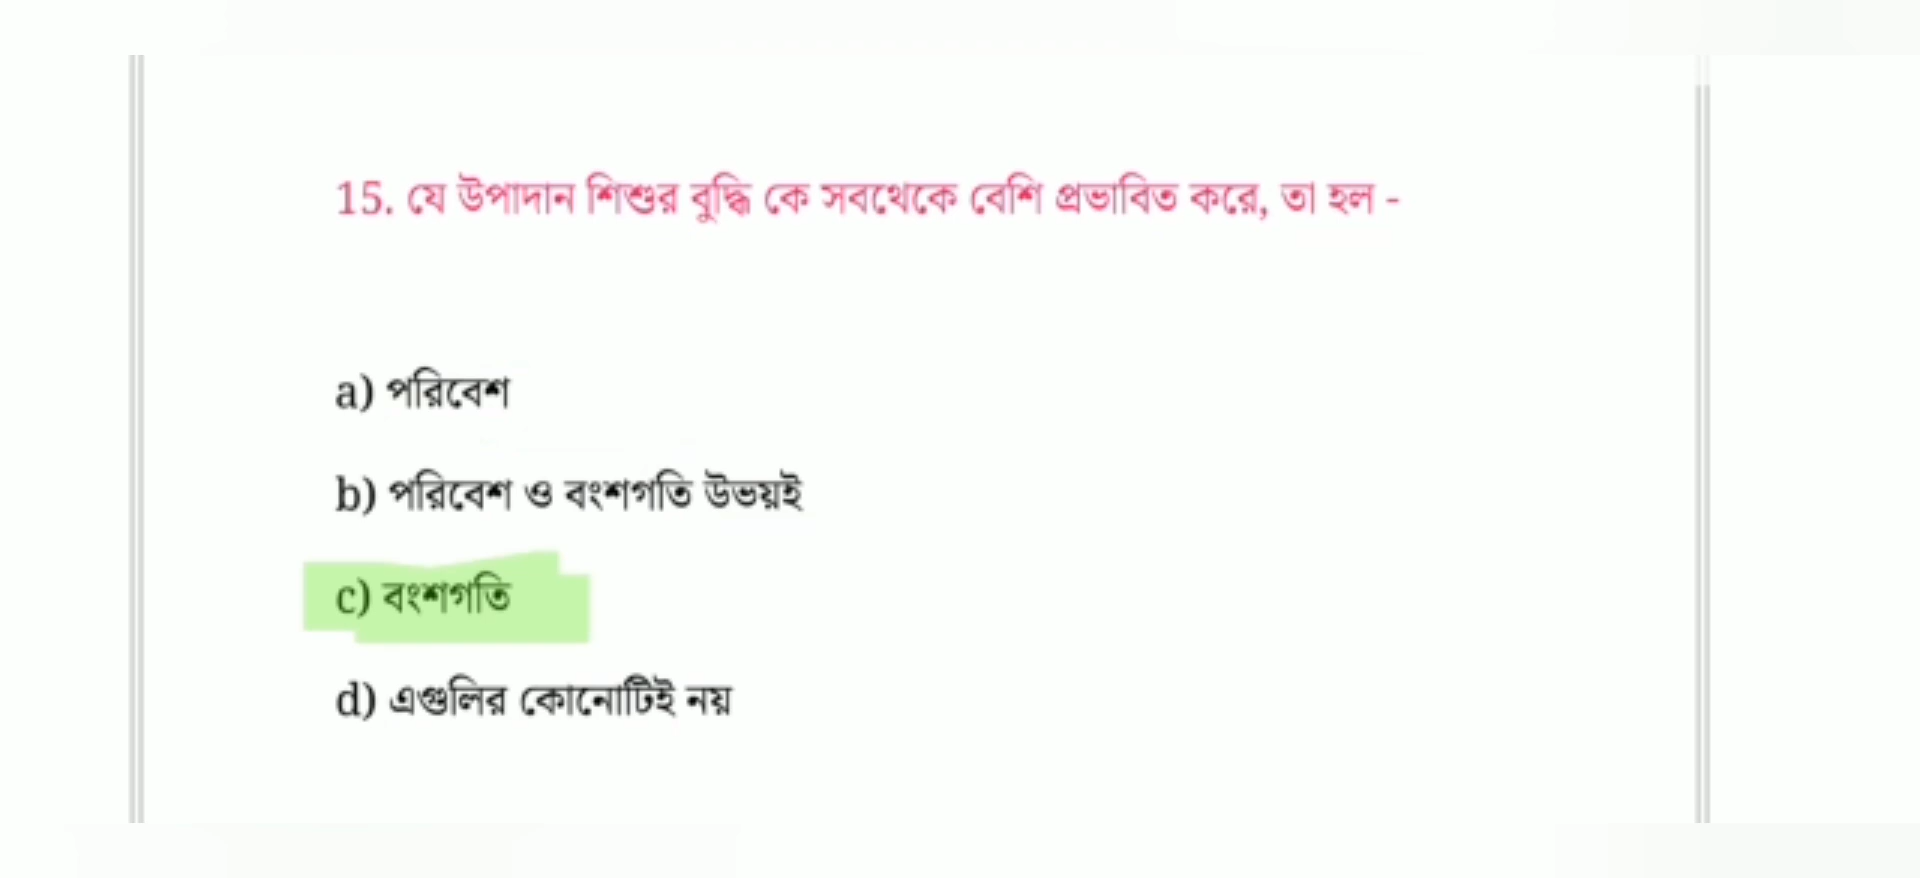 15. যে উপাদান শিশুর বুদ্ধি কে সবথেকে বেশি প্রভাবিত করে, তা হল -
a) পরিবেশ
b) পরিবেশ ও বংশগতি উভয়ই
c) বংশগতি
d) এগুলির কোনোটিই নয়